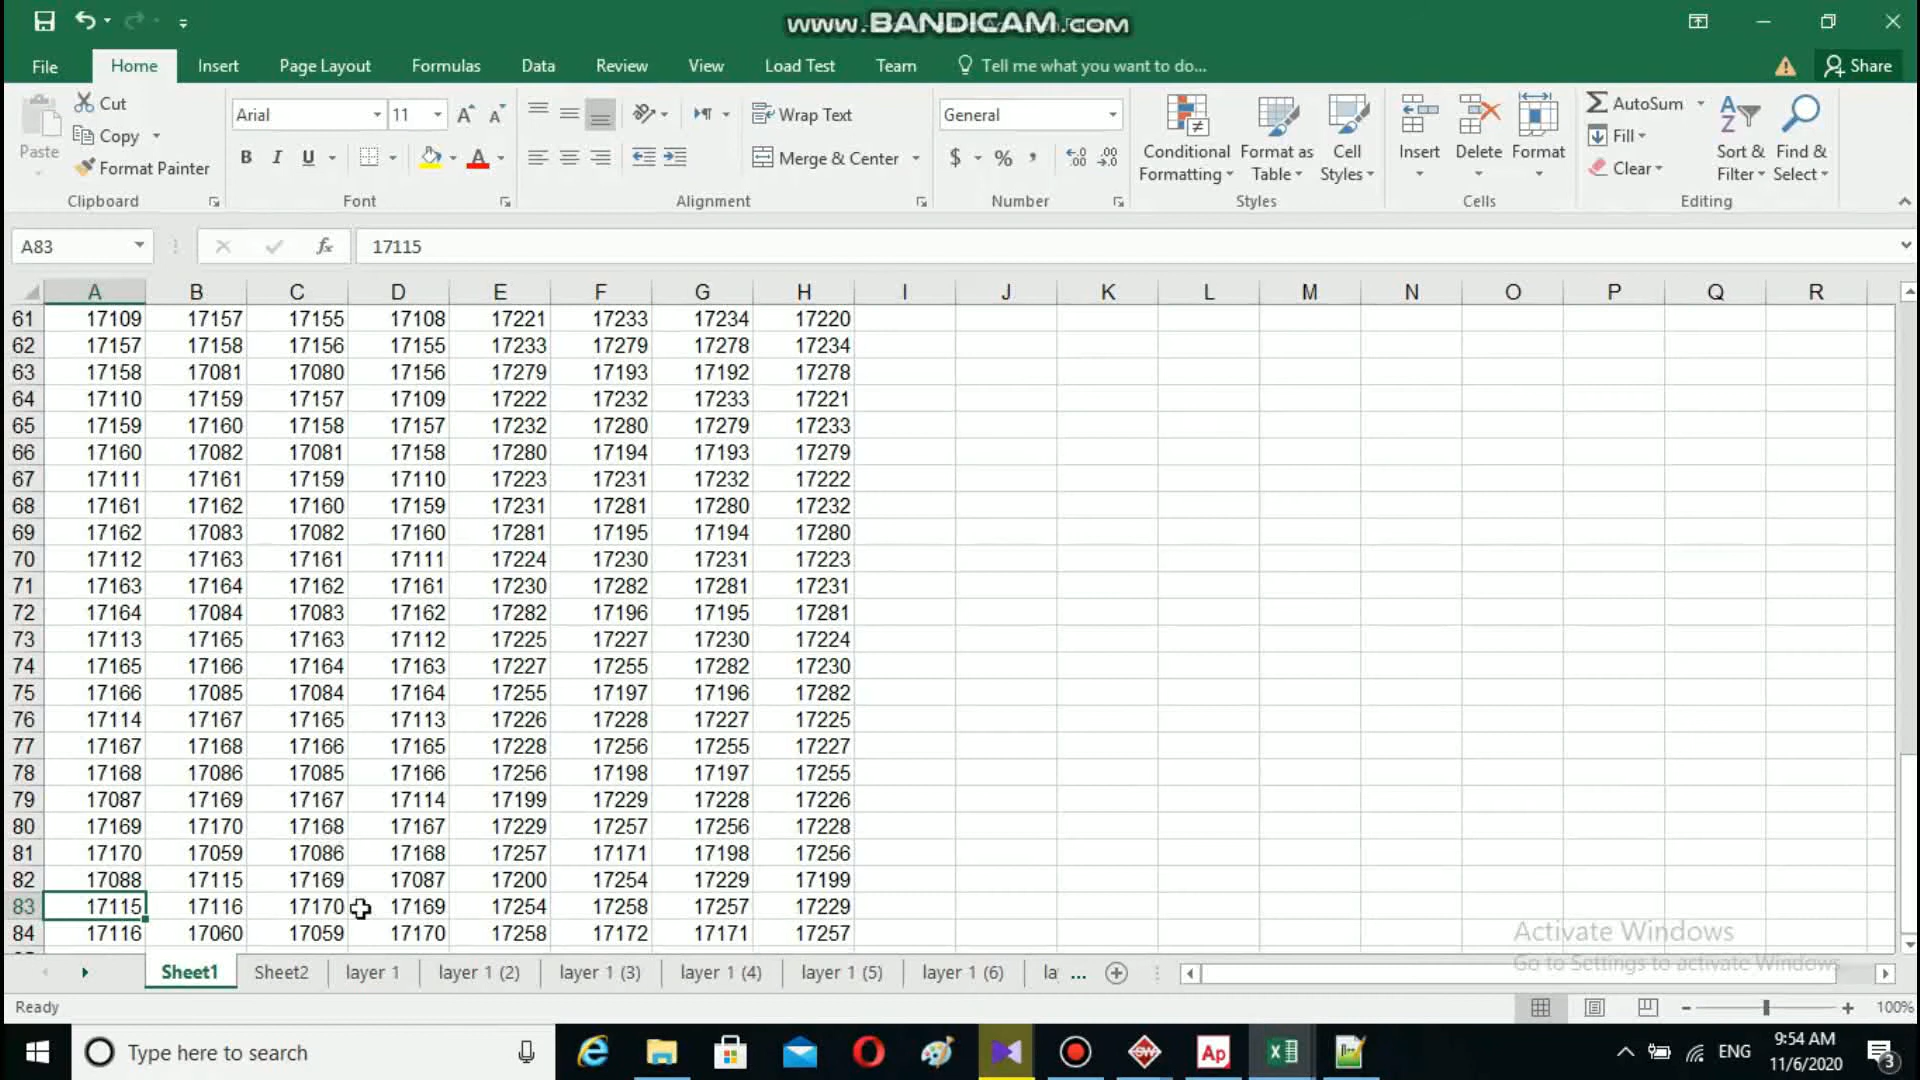 www.BANDICAM.com
File Home Insert Page Layout Formulas Data Review View Load Test Team Tell me what you want to do... Share
Paste
Cut
Copy
Format Painter
Clipboard
Arial 11
B I U
Font
Wrap Text
Merge & Center
Alignment
General
$ % ,
Number
Conditional Formatting
Format as Table
Cell Styles
Styles
Insert Delete Format
Cells
AutoSum
Fill
Clear
Sort & Filter
Find & Select
Editing
A83 fx 17115
A B C D E F G H I J K L M N O P Q R
61 17109 17157 17155 17108 17221 17233 17234 17220
62 17157 17158 17156 17155 17233 17279 17278 17234
63 17158 17081 17080 17156 17279 17193 17192 17278
64 17110 17159 17157 17109 17222 17232 17233 17221
65 17159 17160 17158 17157 17232 17280 17279 17233
66 17160 17082 17081 17158 17280 17194 17193 17279
67 17111 17161 17159 17110 17223 17231 17232 17222
68 17161 17162 17160 17159 17231 17281 17280 17232
69 17162 17083 17082 17160 17281 17195 17194 17280
70 17112 17163 17161 17111 17224 17230 17231 17223
71 17163 17164 17162 17161 17230 17282 17281 17231
72 17164 17084 17083 17162 17282 17196 17195 17281
73 17113 17165 17163 17112 17225 17227 17230 17224
74 17165 17166 17164 17163 17227 17255 17282 17230
75 17166 17085 17084 17164 17255 17197 17196 17282
76 17114 17167 17165 17113 17226 17228 17227 17225
77 17167 17168 17166 17165 17228 17256 17255 17227
78 17168 17086 17085 17166 17256 17198 17197 17255
79 17087 17169 17167 17114 17199 17229 17228 17226
80 17169 17170 17168 17167 17229 17257 17256 17228
81 17170 17059 17086 17168 17257 17171 17198 17256
82 17088 17115 17169 17087 17200 17254 17229 17199
83 17115 17116 17170 17169 17254 17258 17257 17229
84 17116 17060 17059 17170 17258 17172 17171 17257
Activate Windows
Go to Settings to activate Windows.
Sheet1 Sheet2 layer 1 layer 1 (2) layer 1 (3) layer 1 (4) layer 1 (5) layer 1 (6) la ...
Ready 100%
Type here to search
Ap
ENG
9:54 AM
11/6/2020
3